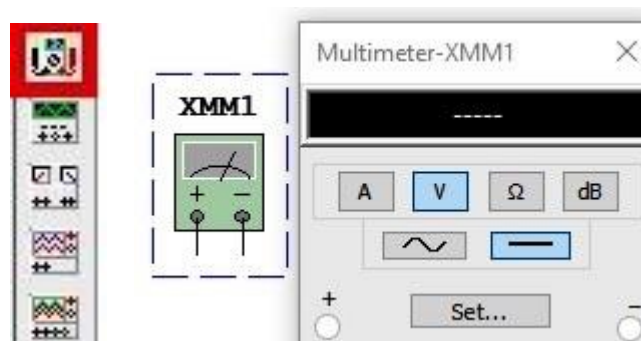 Multimeter-XMM1
XMM1
-----
A V Ω dB
+ −
+ −
Set...